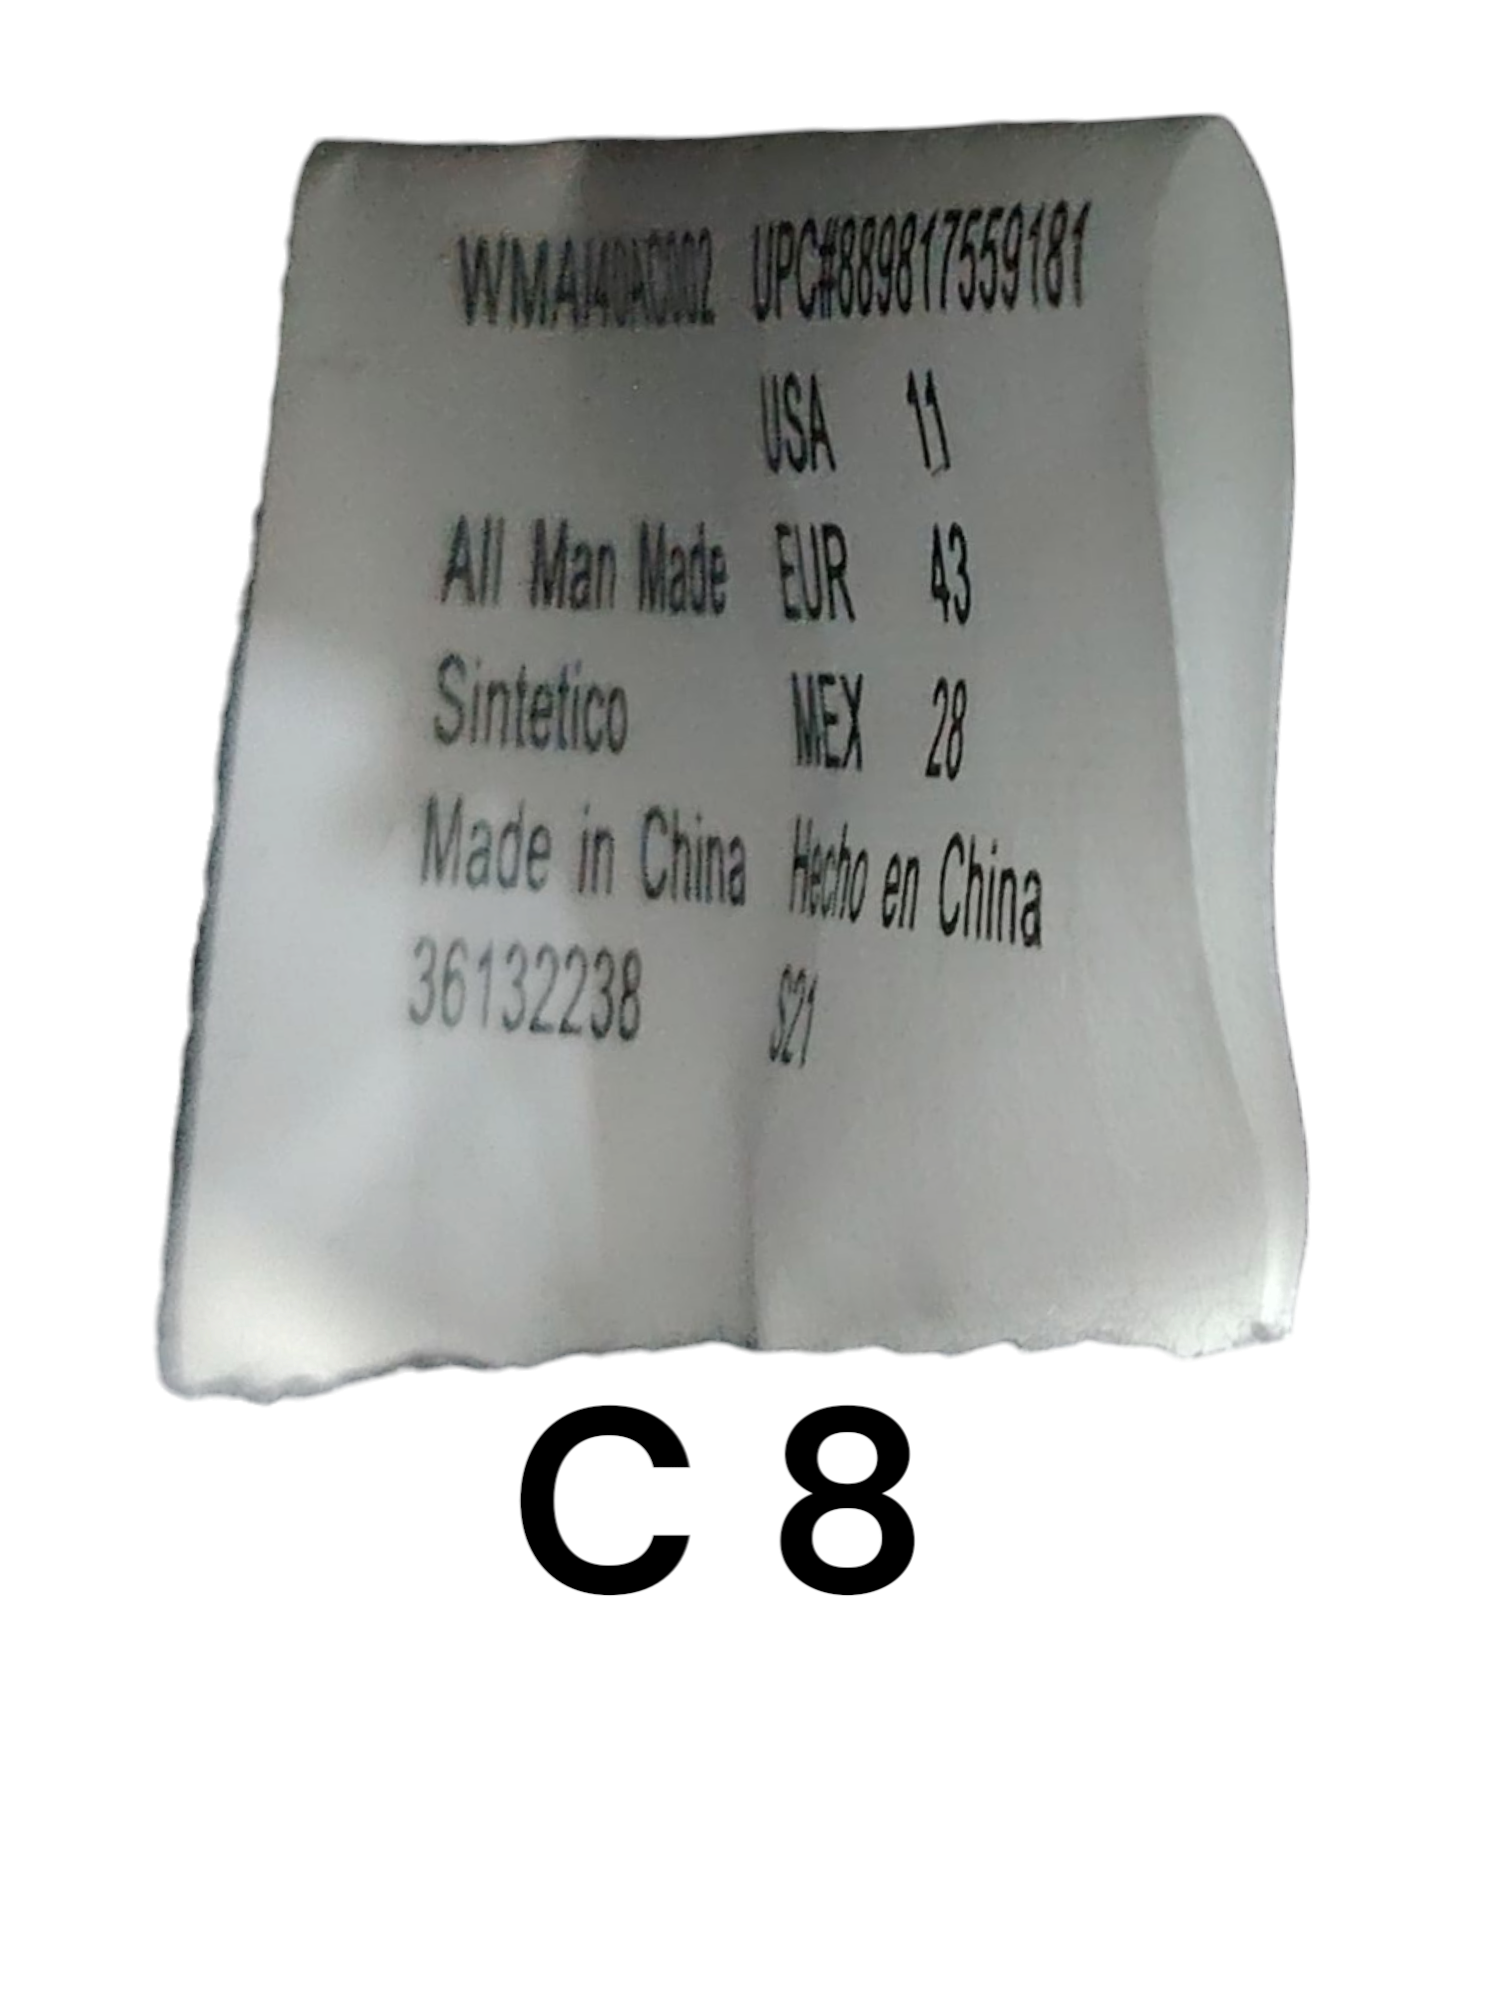 UPC#889817559181
USA 11
All Man Made EUR 43
Sintetico MEX 28
Made in China Hecho en China
36132238 S21
C 8